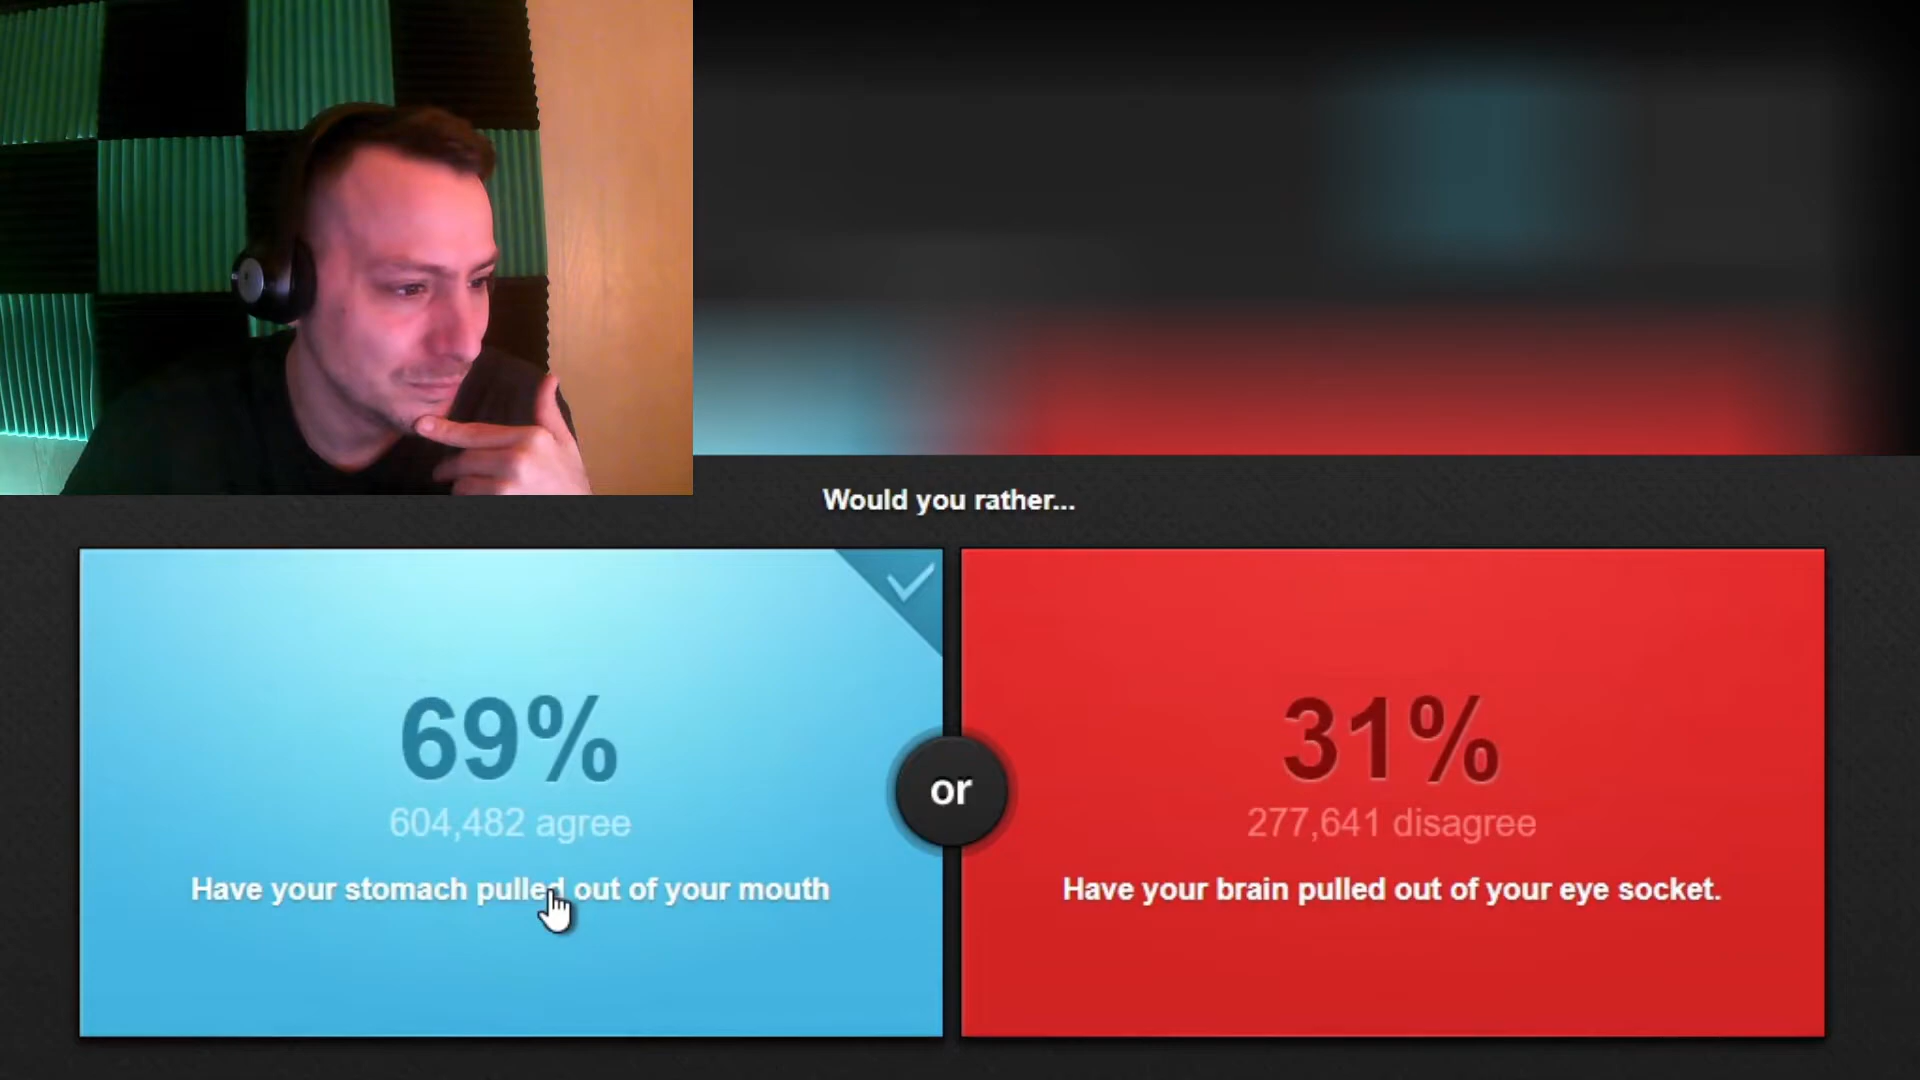 Would you rather...
69%
604,482 agree
Have your stomach pulled out of your mouth
or
31%
277,641 disagree
Have your brain pulled out of your eye socket.